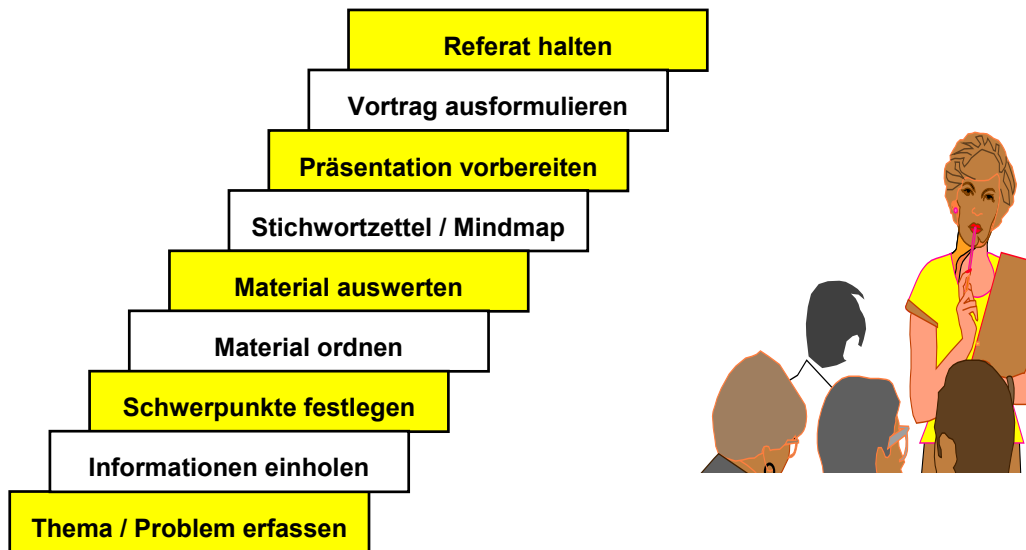 Referat halten
Vortrag ausformulieren
Präsentation vorbereiten
Stichwortzettel / Mindmap
Material auswerten
Material ordnen
Schwerpunkte festlegen
Informationen einholen
Thema / Problem erfassen